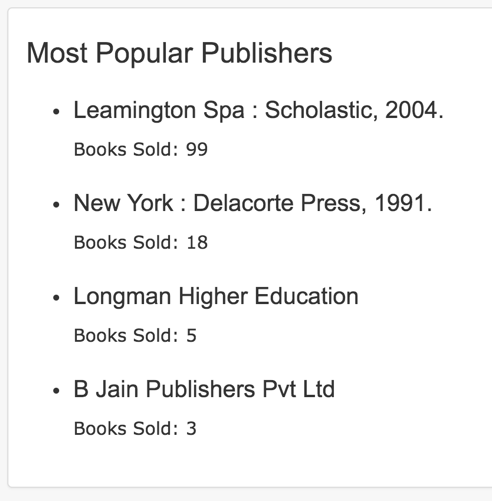 Most Popular Publishers
Leamington Spa : Scholastic, 2004.
Books Sold: 99
New York : Delacorte Press, 1991.
Books Sold: 18
Longman Higher Education
Books Sold: 5
B Jain Publishers Pvt Ltd
Books Sold: 3